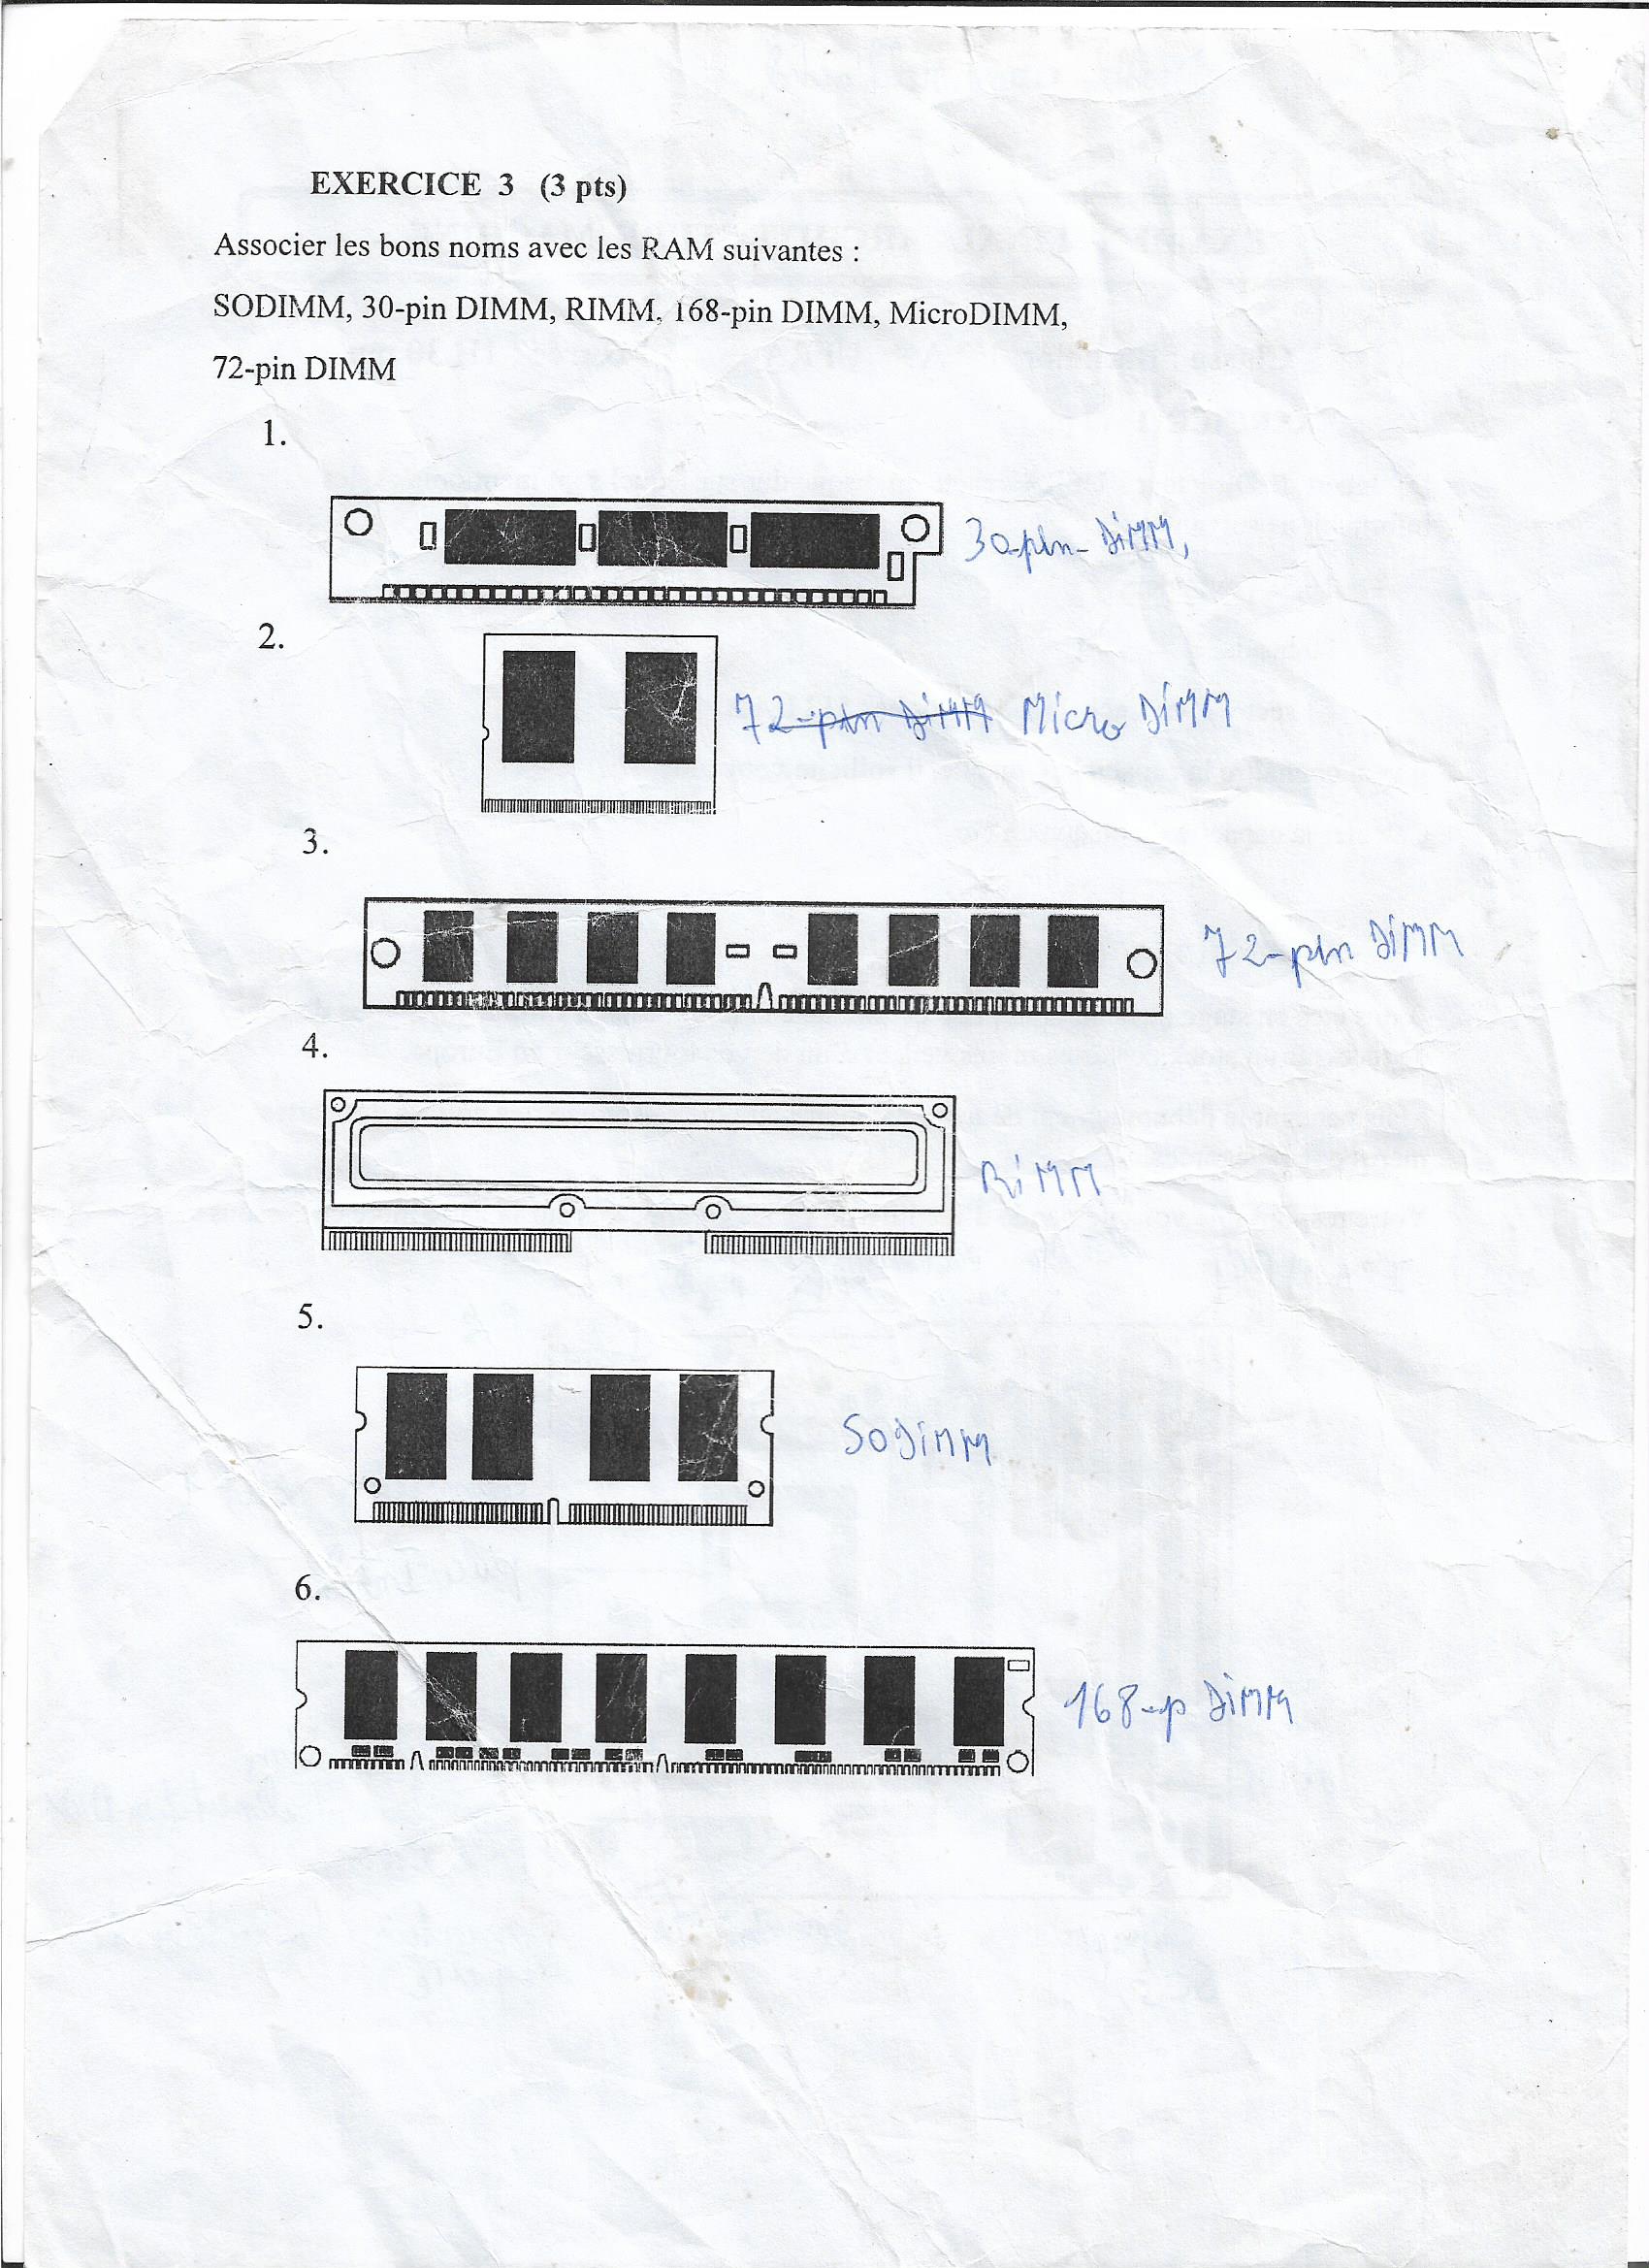 EXERCICE 3 (3 pts)
Associer les bons noms avec les RAM suivantes :
SODIMM, 30-pin DIMM, RIMM, 168-pin DIMM, MicroDIMM,
72-pin DIMM
1.
30-pin- DiMM,
2.
72-pin DiMM Micro DiMM
3.
72-pin DiMM
4.
RiMM
5.
SODiMM
6.
168-p DiMM